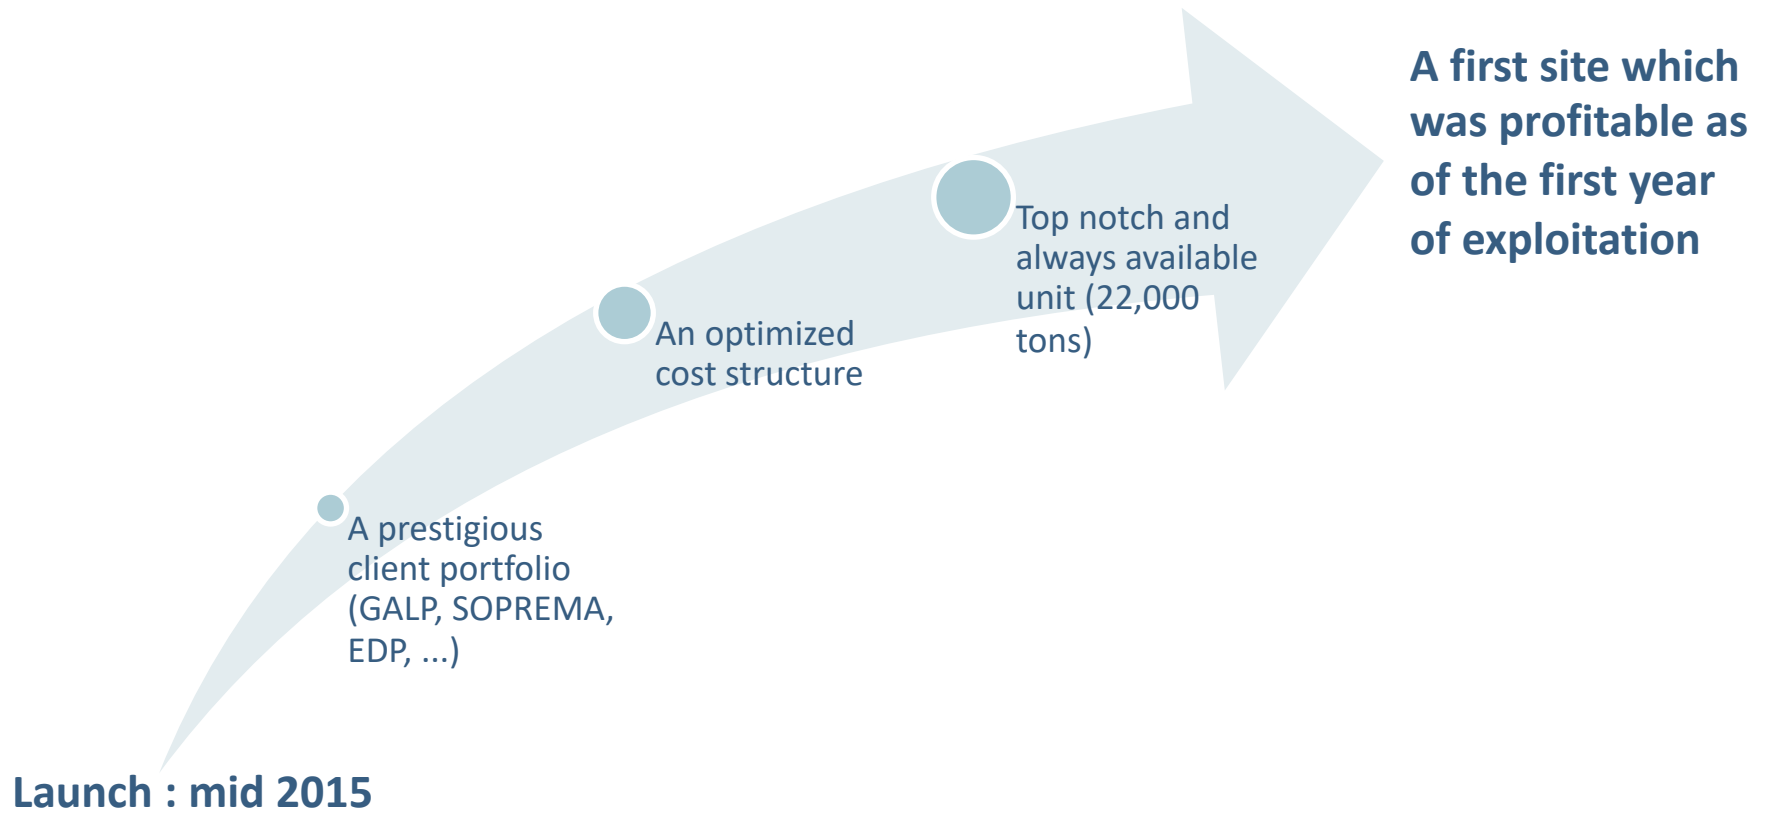 A first site which
was profitable as
of the first year
of exploitation
Top notch and
always available
unit (22,000
tons)
An optimized
cost structure
A prestigious
client portfolio
(GALP, SOPREMA,
EDP, ...)
Launch : mid 2015